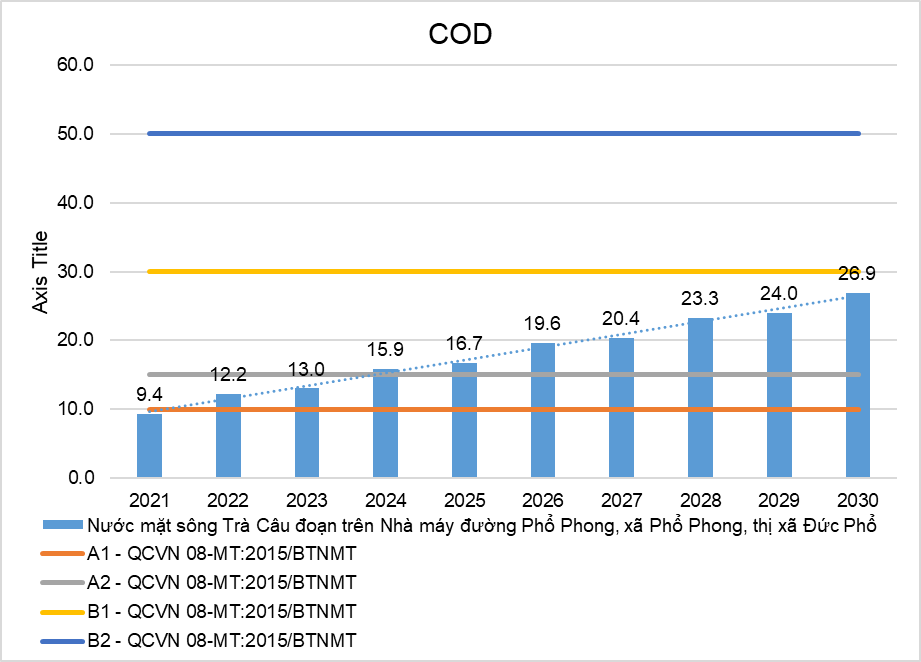 COD
60.0
50.0
40.0
30.0
20.0
10.0
0.0
Axis Title
9.4
12.2
13.0
15.9
16.7
19.6
20.4
23.3
24.0
26.9
2021 2022 2023 2024 2025 2026 2027 2028 2029 2030
Nước mặt sông Trà Câu đoạn trên Nhà máy đường Phổ Phong, xã Phổ Phong, thị xã Đức Phổ
A1 - QCVN 08-MT:2015/BTNMT
A2 - QCVN 08-MT:2015/BTNMT
B1 - QCVN 08-MT:2015/BTNMT
B2 - QCVN 08-MT:2015/BTNMT